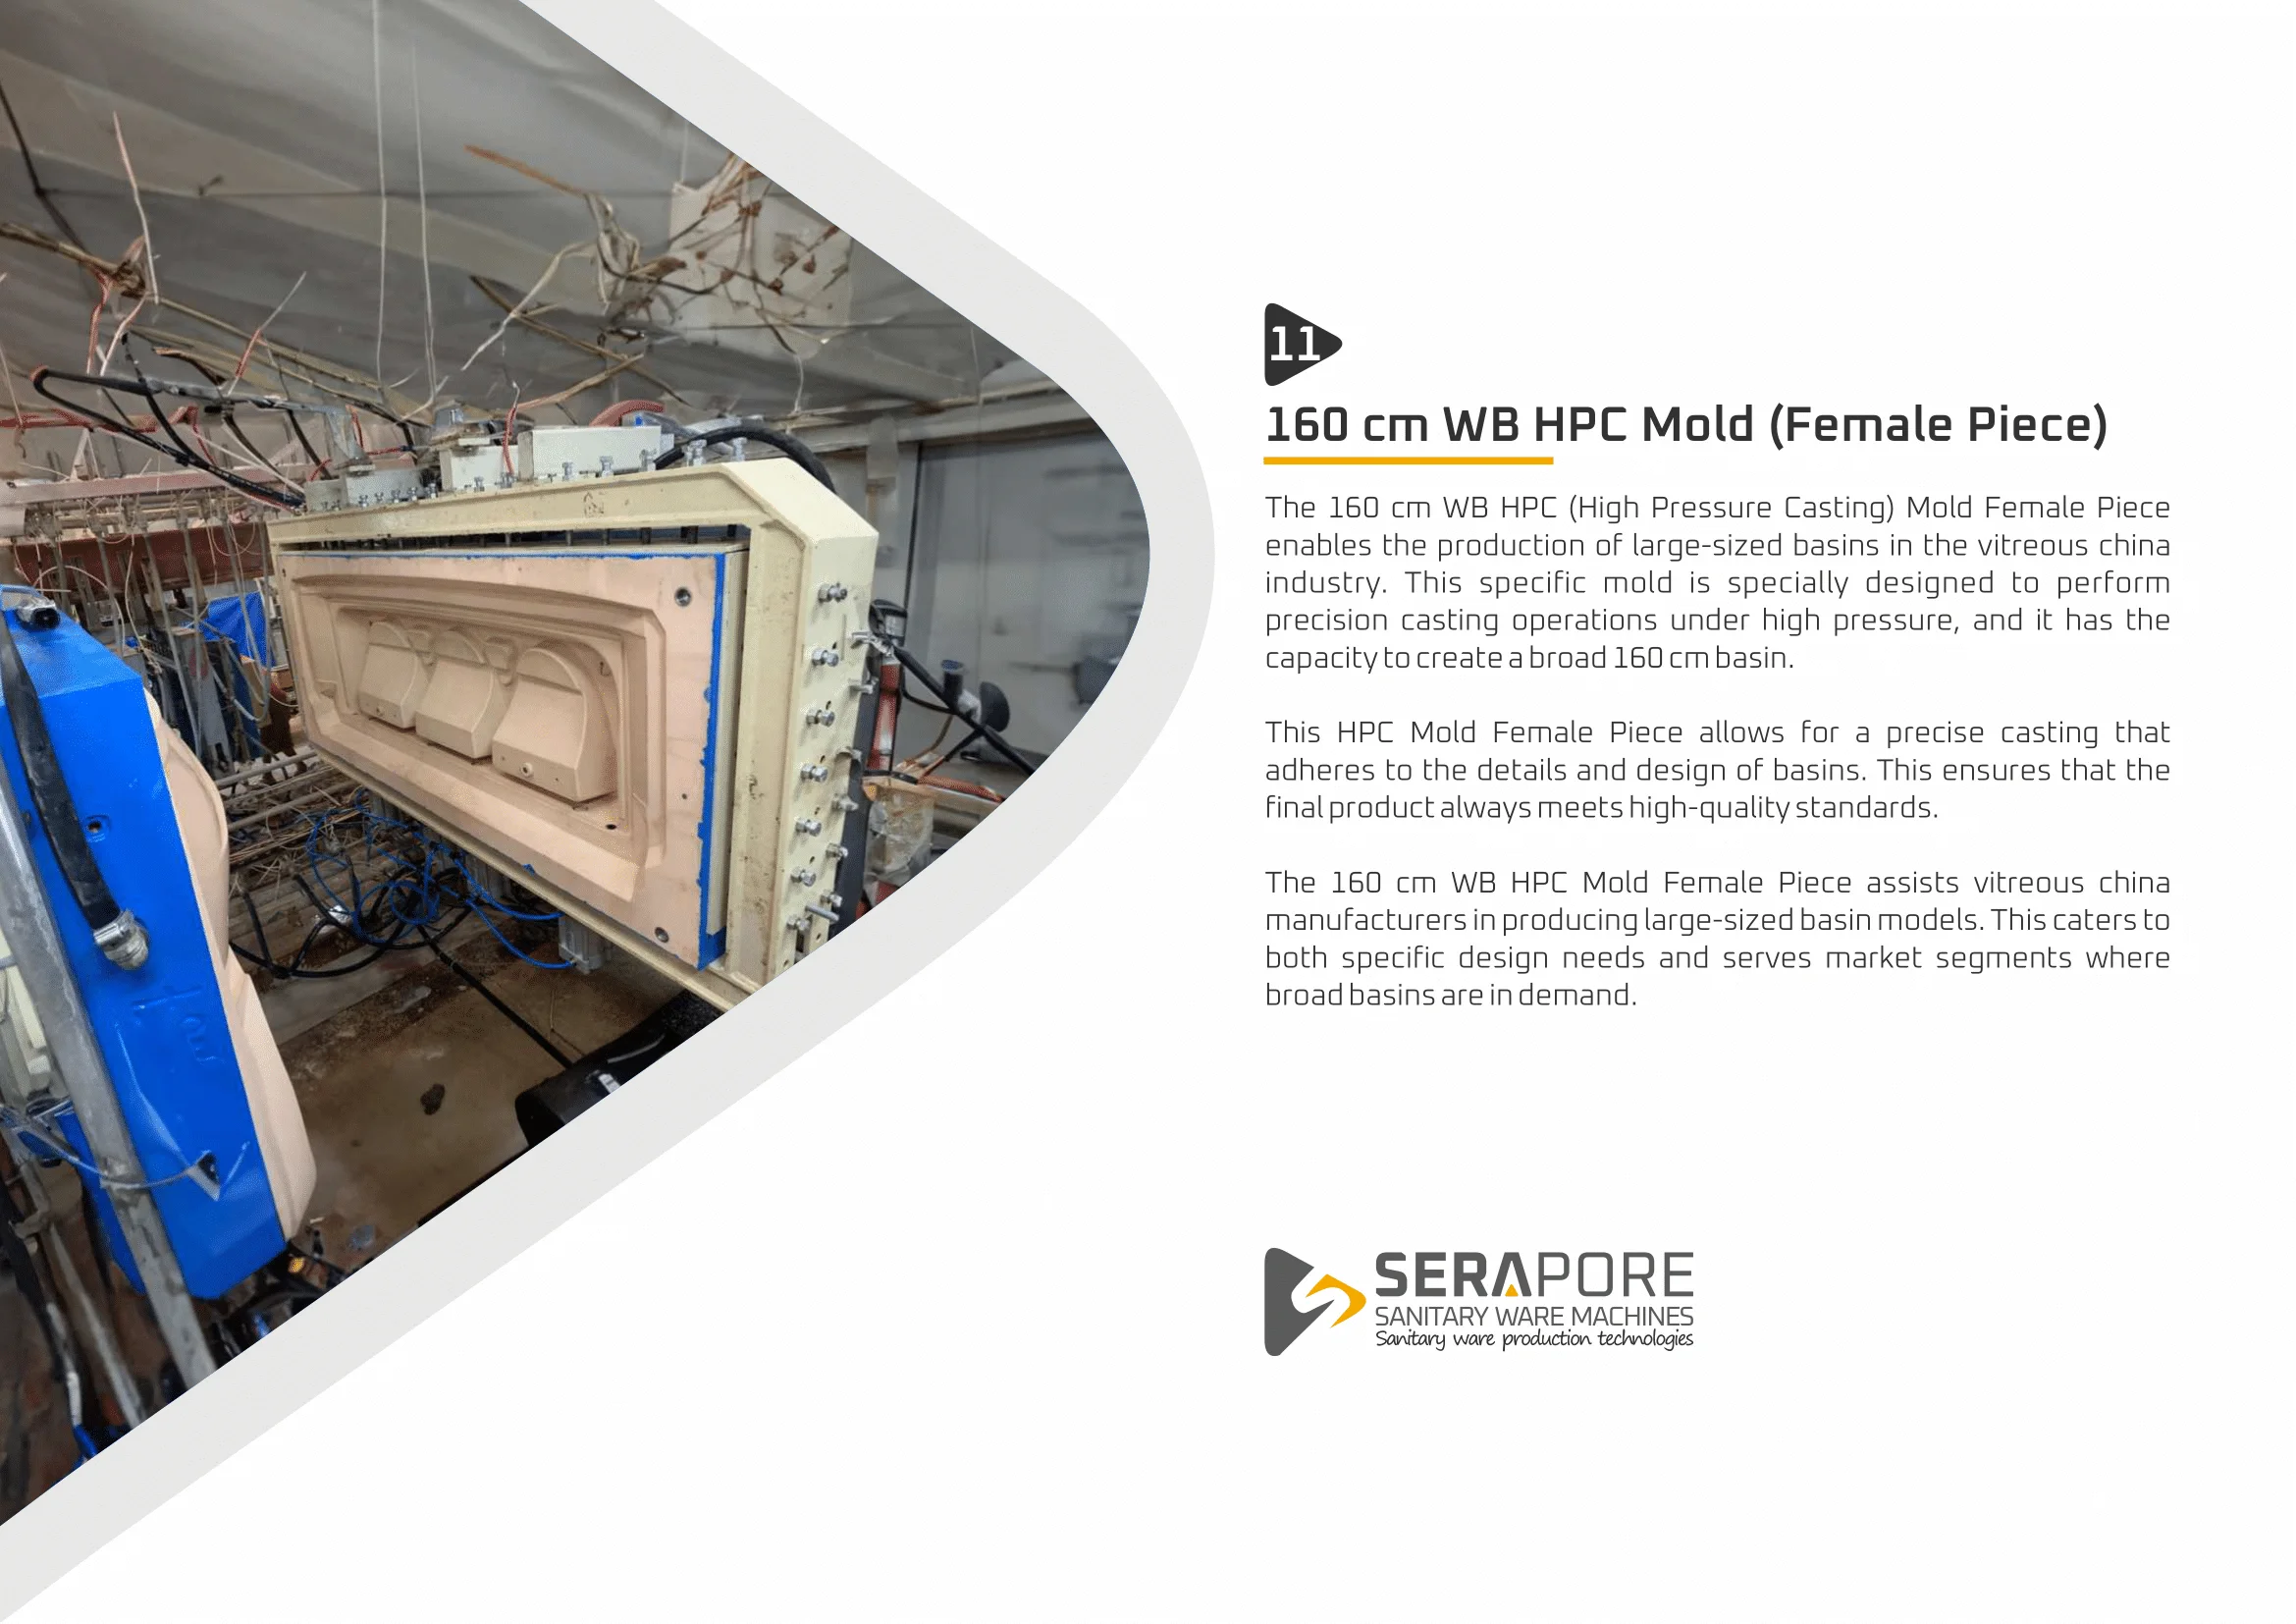 11
160 cm WB HPC Mold (Female Piece)
The 160 cm WB HPC (High Pressure Casting) Mold Female Piece
enables the production of large-sized basins in the vitreous china
industry. This specific mold is specially designed to perform
precision casting operations under high pressure, and it has the
capacity to create a broad 160 cm basin.
This HPC Mold Female Piece allows for a precise casting that
adheres to the details and design of basins. This ensures that the
final product always meets high-quality standards.
The 160 cm WB HPC Mold Female Piece assists vitreous china
manufacturers in producing large-sized basin models. This caters to
both specific design needs and serves market segments where
broad basins are in demand.
SERAPORE
SANITARY WARE MACHINES
Sanitary ware production technologies